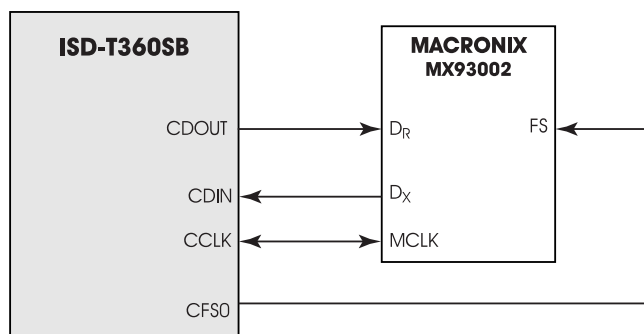 ISD-T360SB
MACRONIX
MX93002
CDOUT
DR
FS
CDIN
DX
CCLK
MCLK
CFS0